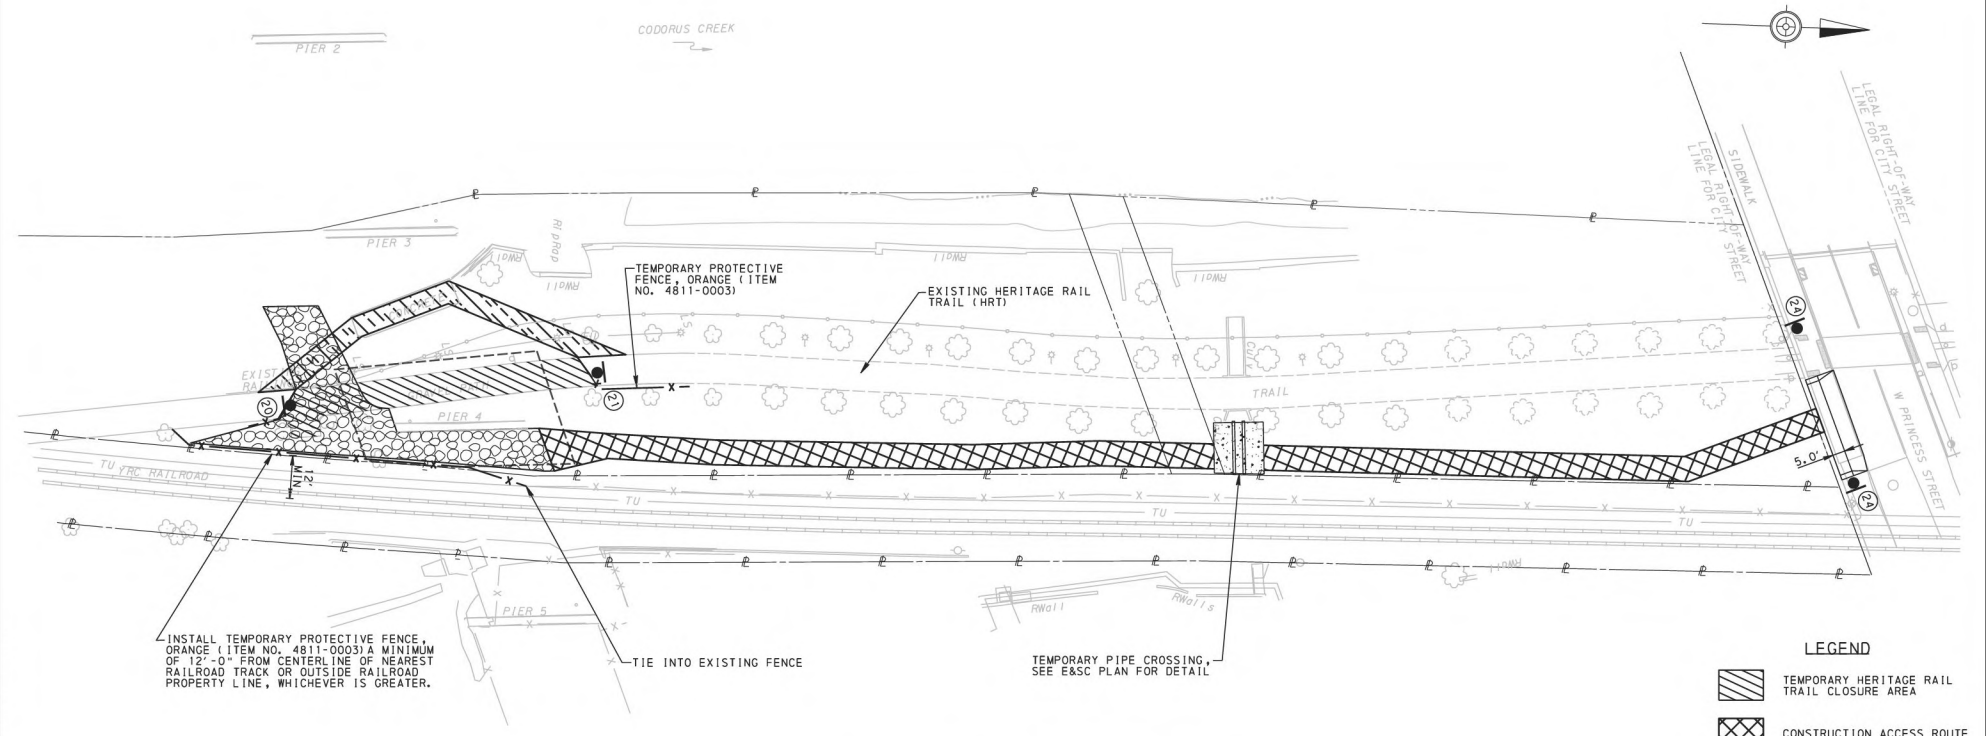 PIER 2
CODORUS CREEK
LEGAL RIGHT-OF-WAY
LINE FOR CITY STREET
SIDEWALK
LEGAL RIGHT-OF-WAY
LINE FOR CITY STREET
PIER 3
RipRap
RWall
RWall
RWall
RWall
TEMPORARY PROTECTIVE
FENCE, ORANGE (ITEM
NO. 4811-0003)
EXISTING HERITAGE RAIL
TRAIL (HRT)
24
20
21
PIER 4
TRAIL
W PRINCESS STREET
5.0'
24
TU
YRC RAILROAD
12'
MIN
TU
TU
TU
PIER 5
RWall
RWalls
RWall
INSTALL TEMPORARY PROTECTIVE FENCE,
ORANGE (ITEM NO. 4811-0003) A MINIMUM
OF 12'-0" FROM CENTERLINE OF NEAREST
RAILROAD TRACK OR OUTSIDE RAILROAD
PROPERTY LINE, WHICHEVER IS GREATER.
TIE INTO EXISTING FENCE
TEMPORARY PIPE CROSSING,
SEE E&SC PLAN FOR DETAIL
LEGEND
TEMPORARY HERITAGE RAIL
TRAIL CLOSURE AREA
CONSTRUCTION ACCESS ROUTE